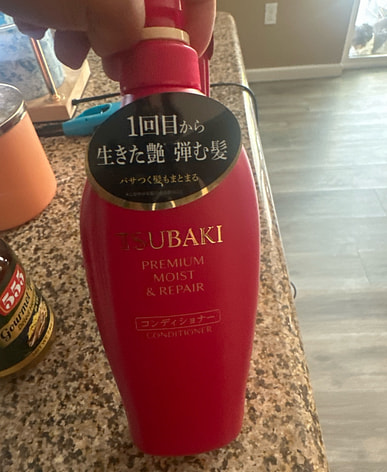 1回目から
生きた艶 弾む髪
パサつく髪もまとまる
TSUBAKI
PREMIUM
MOIST
& REPAIR
コンディショナー
CONDITIONER
555
Gourmet